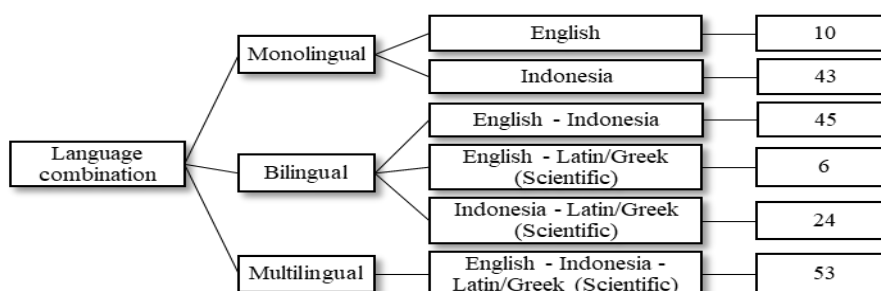 English
10
Monolingual
Indonesia
43
English - Indonesia
45
Language
combination
Bilingual
English - Latin/Greek
(Scientific)
6
Indonesia - Latin/Greek
(Scientific)
24
Multilingual
English - Indonesia -
Latin/Greek (Scientific)
53